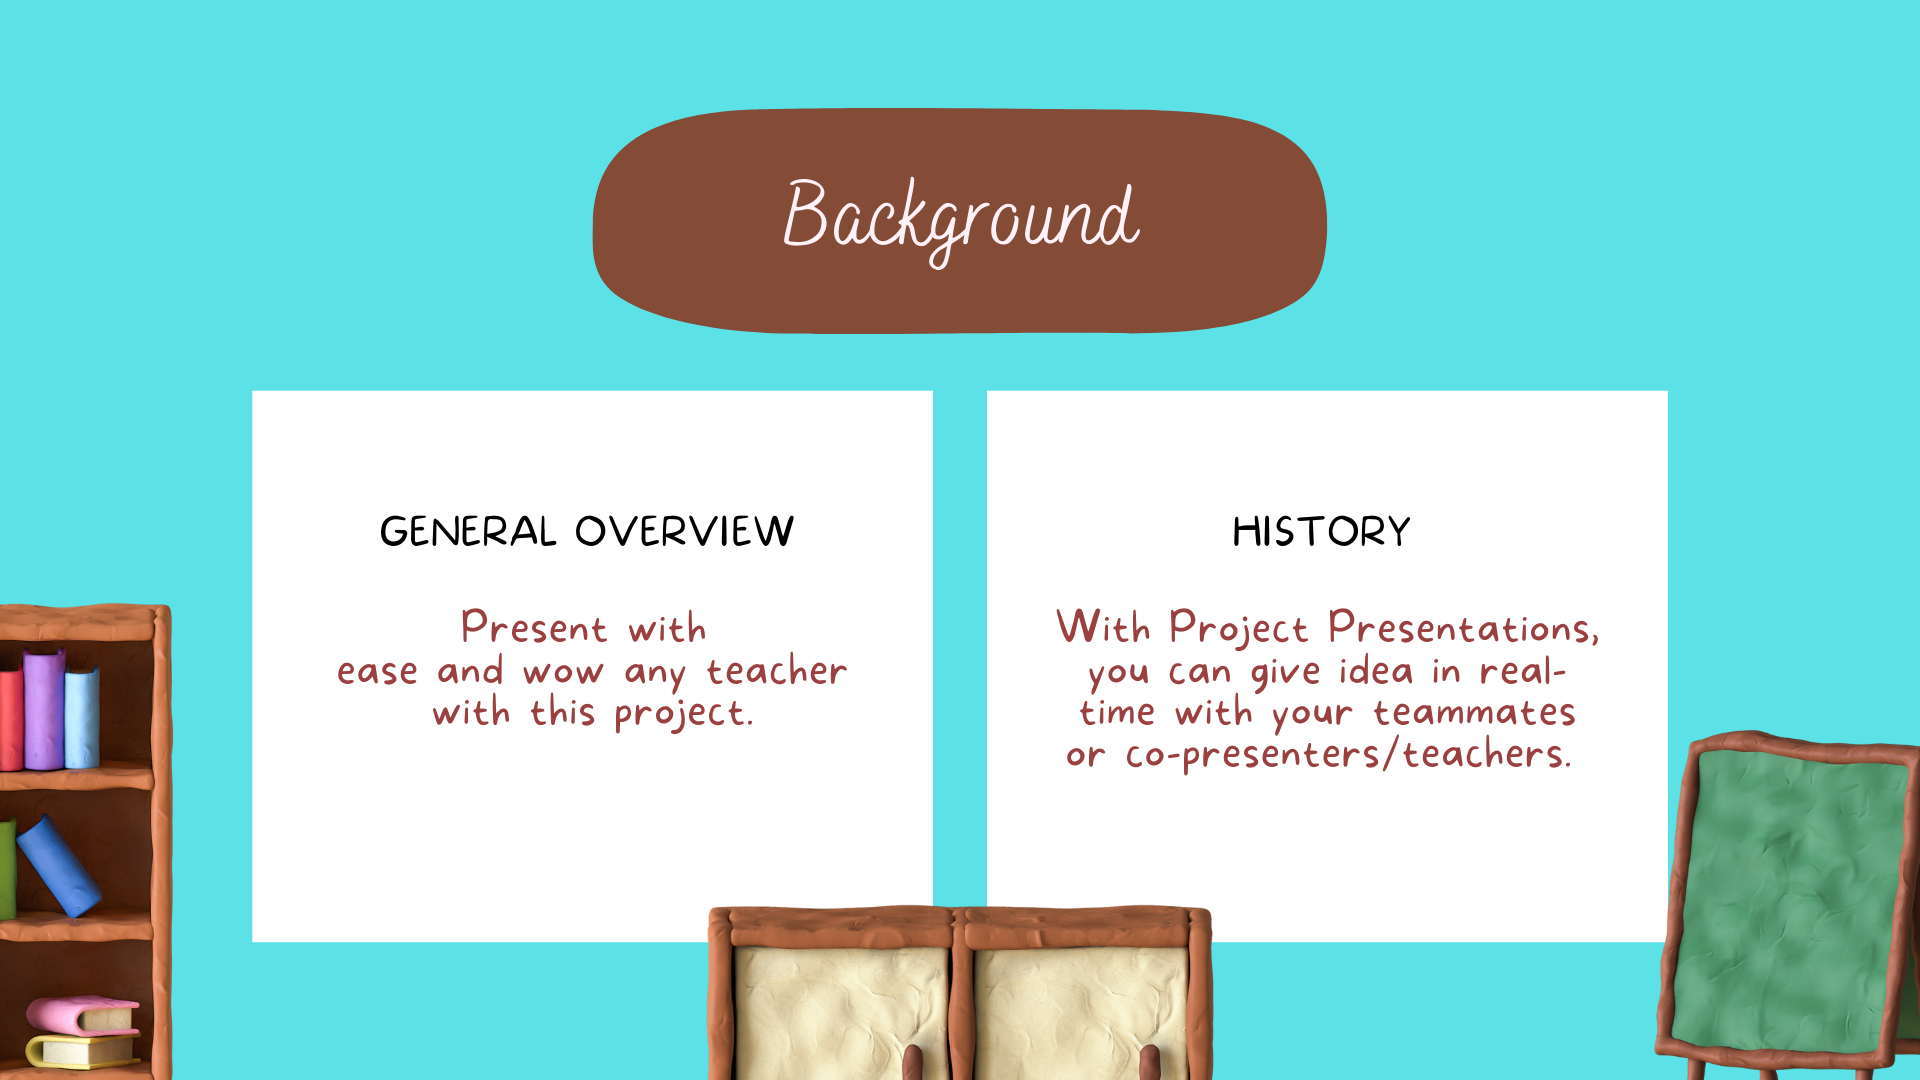 Background
GENERAL OVERVIEW
Present with
ease and wow any teacher
with this project.
HISTORY
With Project Presentations,
you can give idea in real-
time with your teammates
or co-presenters/teachers.